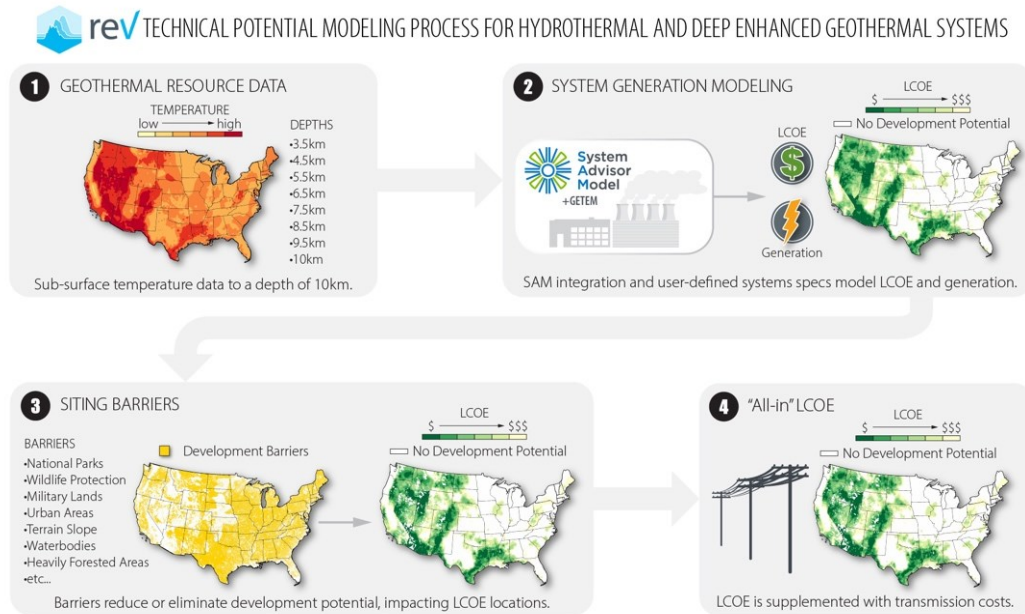 reV TECHNICAL POTENTIAL MODELING PROCESS FOR HYDROTHERMAL AND DEEP ENHANCED GEOTHERMAL SYSTEMS
1 GEOTHERMAL RESOURCE DATA
TEMPERATURE
low high
DEPTHS
•3.5km
•4.5km
•5.5km
•6.5km
•7.5km
•8.5km
•9.5km
•10km
Sub-surface temperature data to a depth of 10km.
2 SYSTEM GENERATION MODELING
System
Advisor
Model
+GETEM
LCOE
$
Generation
LCOE
$ $$$
No Development Potential
SAM integration and user-defined systems specs model LCOE and generation.
3 SITING BARRIERS
BARRIERS
•National Parks
•Wildlife Protection
•Military Lands
•Urban Areas
•Terrain Slope
•Waterbodies
•Heavily Forested Areas
•etc...
Development Barriers
LCOE
$ $$$
No Development Potential
Barriers reduce or eliminate development potential, impacting LCOE locations.
4 “All-in” LCOE
LCOE
$ $$$
No Development Potential
LCOE is supplemented with transmission costs.